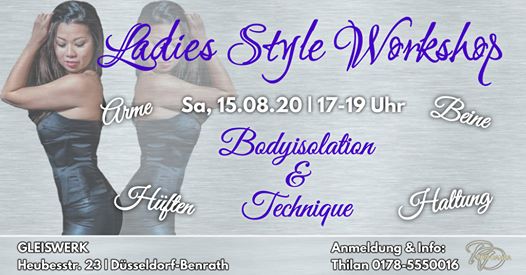 Ladies Style Workshop
Arme
Sa, 15.08.20 | 17-19 Uhr
Beine
Bodyisolation
&
Technique
Hüften
Haltung
GLEISWERK
Heubesstr. 23 | Düsseldorf-Benrath
Anmeldung & Info:
Thilan 0178-5550016